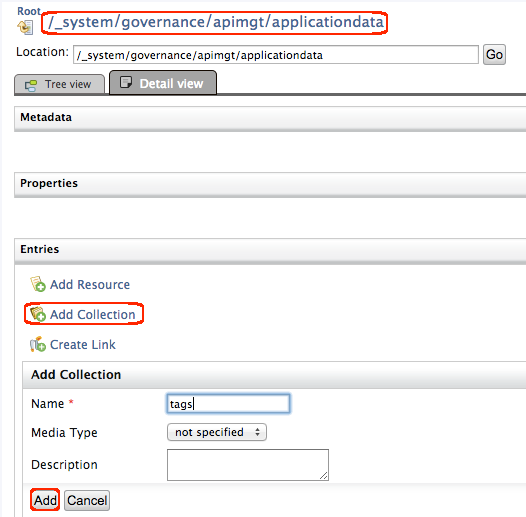 Root
/_system/governance/apimgt/applicationdata
Location: /_system/governance/apimgt/applicationdata Go
Tree view Detail view
Metadata
Properties
Entries
Add Resource
Add Collection
Create Link
Add Collection
Name * tags
Media Type not specified
Description
Add Cancel